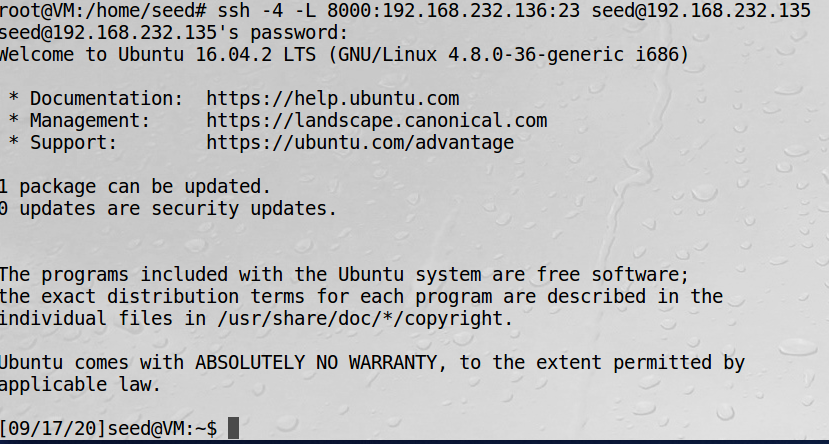 root@VM:/home/seed# ssh -4 -L 8000:192.168.232.136:23 seed@192.168.232.135
seed@192.168.232.135's password:
Welcome to Ubuntu 16.04.2 LTS (GNU/Linux 4.8.0-36-generic i686)
* Documentation:  https://help.ubuntu.com
* Management:     https://landscape.canonical.com
* Support:        https://ubuntu.com/advantage
1 package can be updated.
0 updates are security updates.
The programs included with the Ubuntu system are free software;
the exact distribution terms for each program are described in the
individual files in /usr/share/doc/*/copyright.
Ubuntu comes with ABSOLUTELY NO WARRANTY, to the extent permitted by
applicable law.
[09/17/20]seed@VM:~$